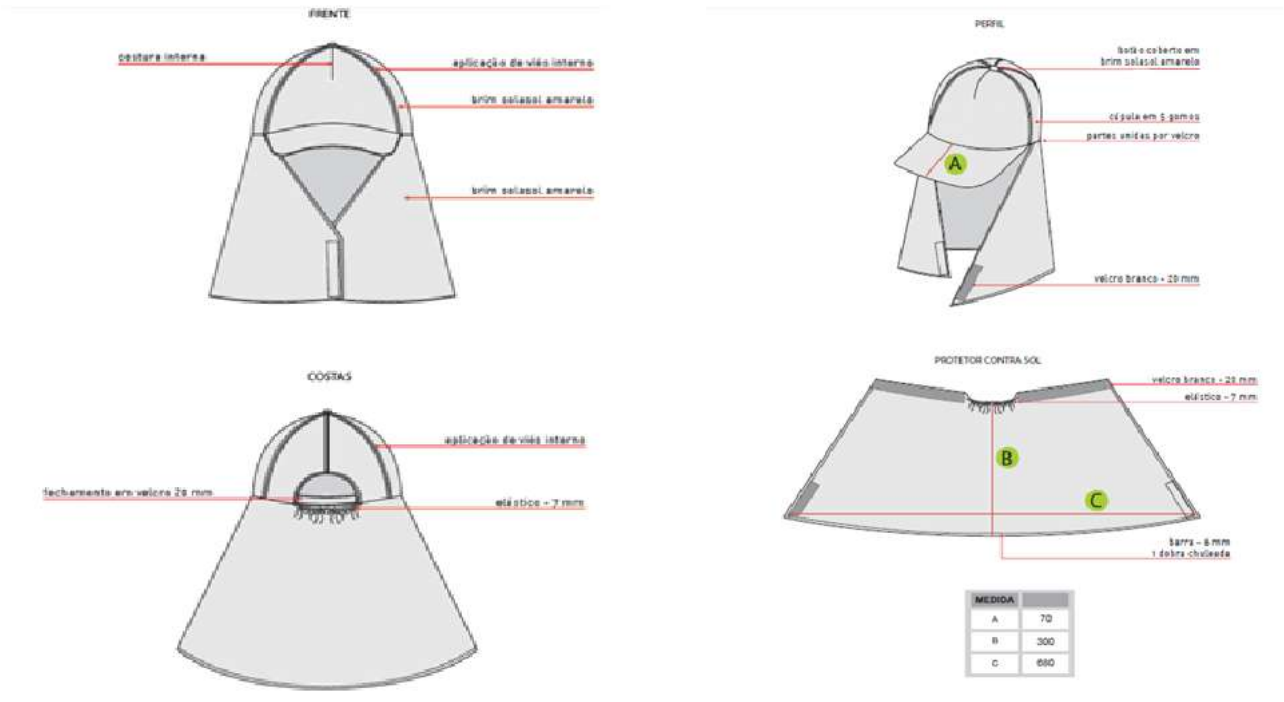 FRENTE
costura interna
aplicação de viés interno
brim solasol amarelo
brim solasol amarelo
COSTAS
aplicação de viés interno
fechamento em velcro 20 mm
elástico - 7 mm
PERFIL
botão coberto em
brim solasol amarelo
cúpula em 5 gomos
partes unidas por velcro
A
velcro branco - 20 mm
PROTETOR CONTRA SOL
velcro branco - 20 mm
elástico - 7 mm
B
C
barra - 6 mm
1 dobra chuleada
MEDIDA
A 70
B 300
C 680